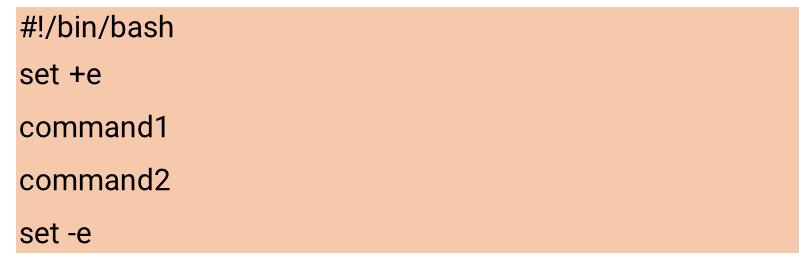 #!/bin/bash
set +e
command1
command2
set -e